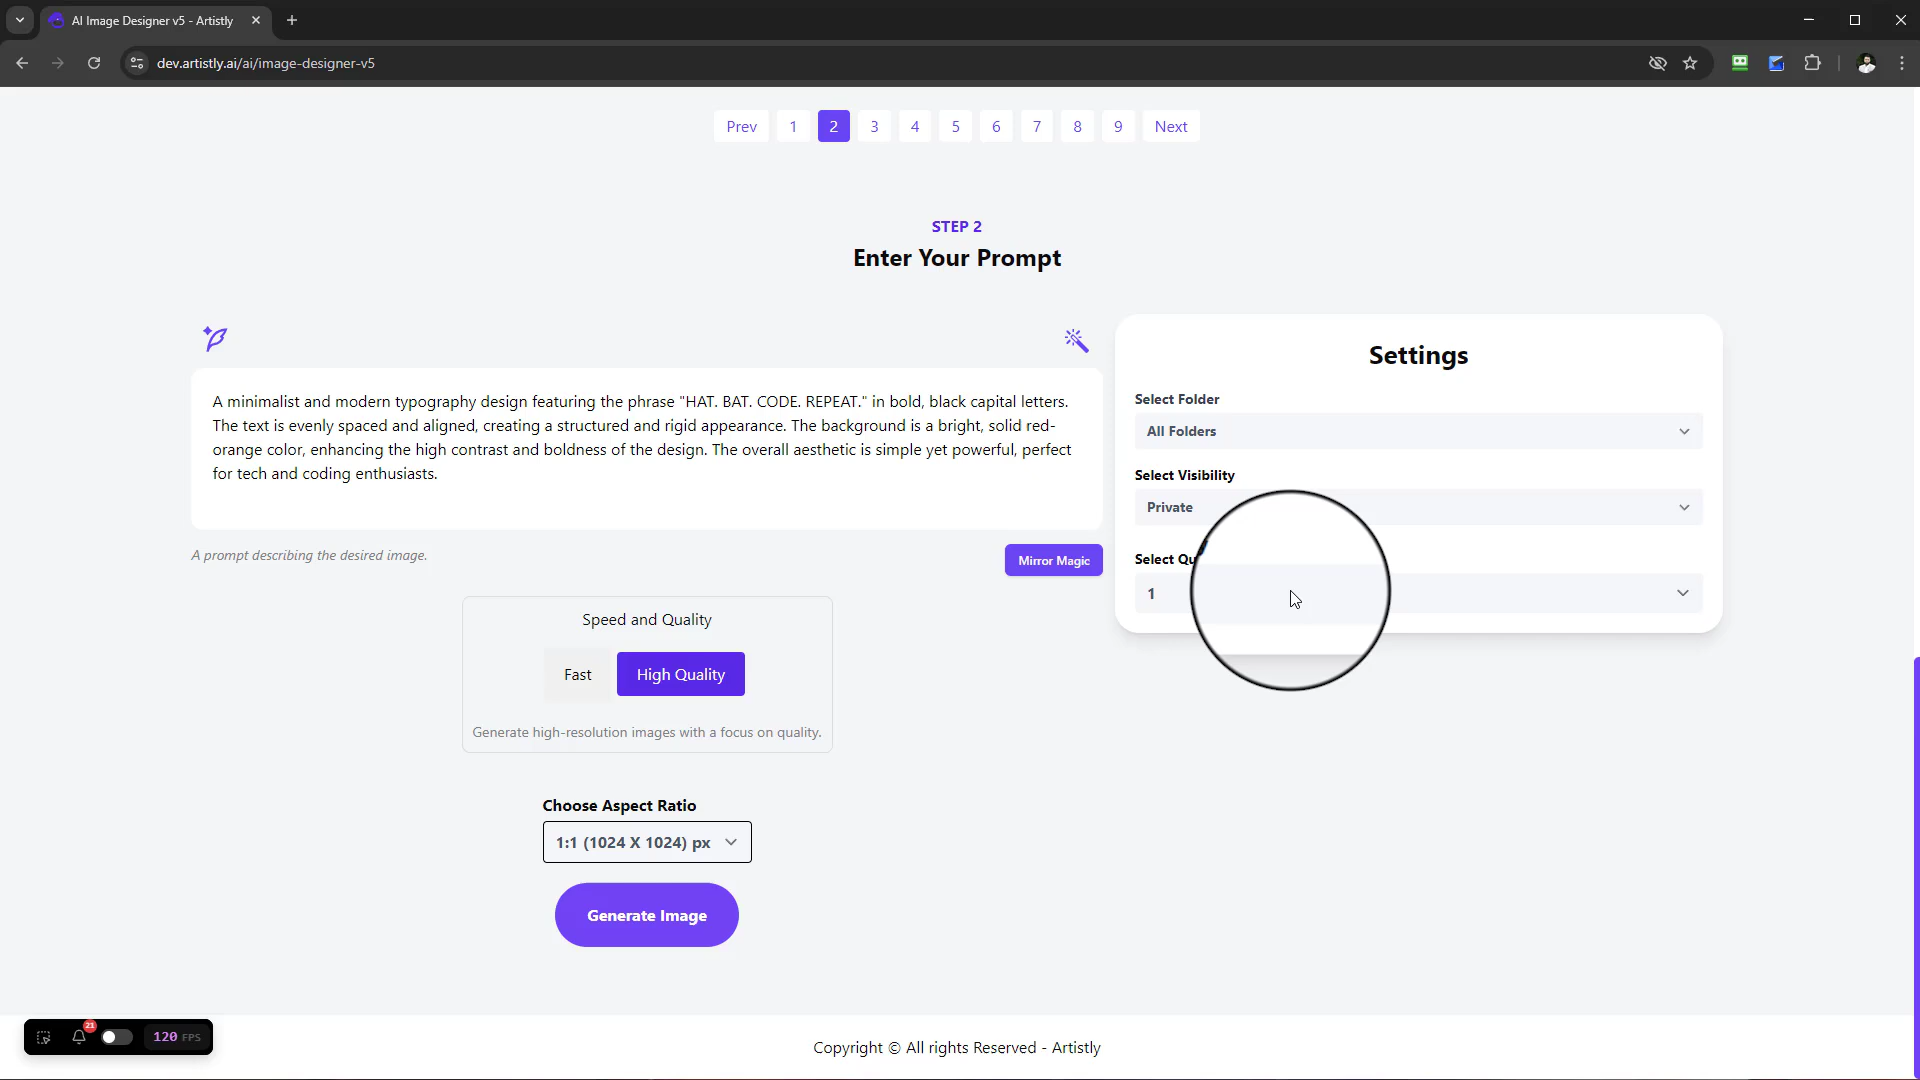 AI Image Designer v5 - Artistly
dev.artistly.ai/ai/image-designer-v5
Prev 1 2 3 4 5 6 7 8 9 Next
STEP 2
Enter Your Prompt
A minimalist and modern typography design featuring the phrase "HAT. BAT. CODE. REPEAT." in bold, black capital letters.
The text is evenly spaced and aligned, creating a structured and rigid appearance. The background is a bright, solid red-
orange color, enhancing the high contrast and boldness of the design. The overall aesthetic is simple yet powerful, perfect
for tech and coding enthusiasts.
A prompt describing the desired image.
Mirror Magic
Speed and Quality
Fast
High Quality
Generate high-resolution images with a focus on quality.
Choose Aspect Ratio
1:1 (1024 X 1024) px
Generate Image
Settings
Select Folder
All Folders
Select Visibility
Private
Select
1
21
120 FPS
Copyright © All rights Reserved - Artistly